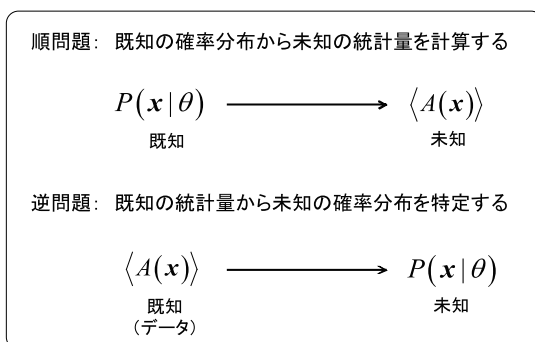 順問題： 既知の確率分布から未知の統計量を計算する
P(x|θ) ⟨A(x)⟩
既知 未知
逆問題： 既知の統計量から未知の確率分布を特定する
⟨A(x)⟩ P(x|θ)
既知 未知
（データ）